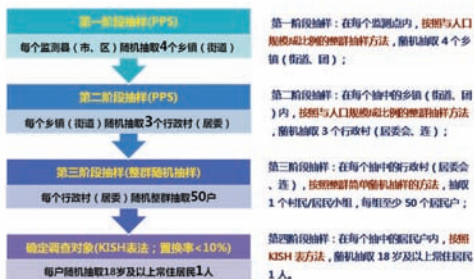 第一阶段抽样(PPS)
每个监测县（市、区）随机抽取4个乡镇（街道）
第二阶段抽样(PPS)
每个乡镇（街道）随机抽取3个行政村（居委）
第三阶段抽样(整群随机抽样)
每个行政村（居委）随机整群抽取50户
确定调查对象(KISH表法；置换率<10%)
每户随机抽取18岁及以上常住居民1人
第一阶段抽样：在每个监测点内，按照与人口
规模成比例的整群抽样方法，随机抽取 4 个乡
镇（街道、团）；
第二阶段抽样：在每个抽中的乡镇（街道、团
）内，按照与人口规模成比例的整群抽样方法
，随机抽取 3 个行政村（居委会、连）；
第三阶段抽样：在每个抽中的行政村（居委会
、连），按照整群简单随机抽样的方法，抽取
1 个村民/居民小组，每组至少 50 个居民户；
第四阶段抽样：在每个抽中的居民户内，按照
KISH 表方法，随机抽取 18 岁及以上常住居民
1人。